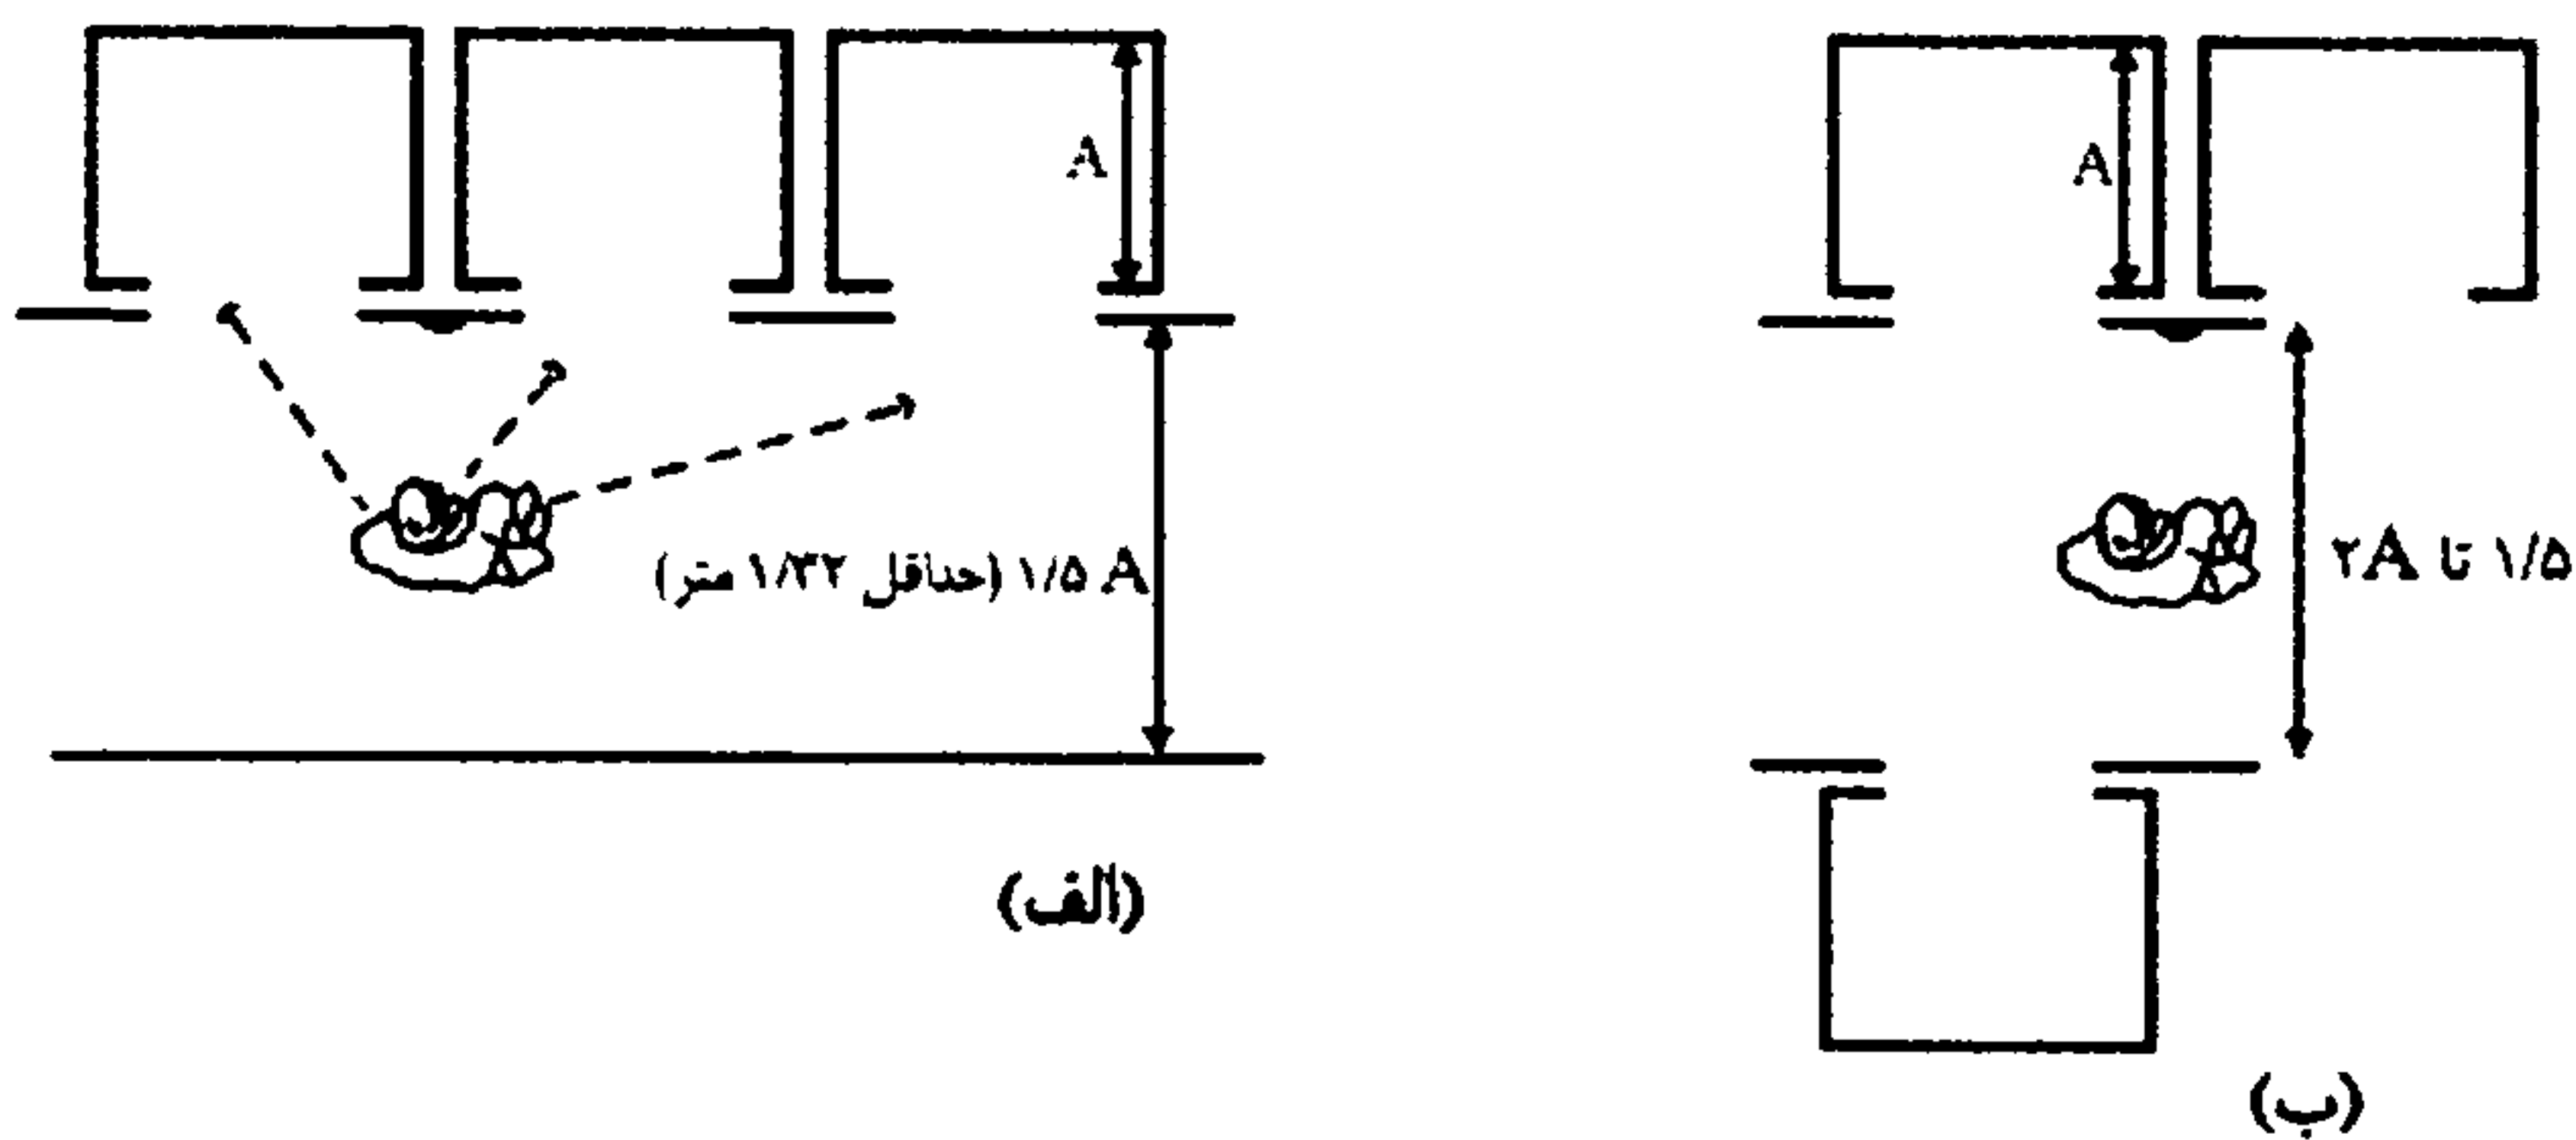 A
A
۱/۵ A (حداقل ۱/۳۲ متر)
۱/۵ تا ۲A
(الف)
(ب)